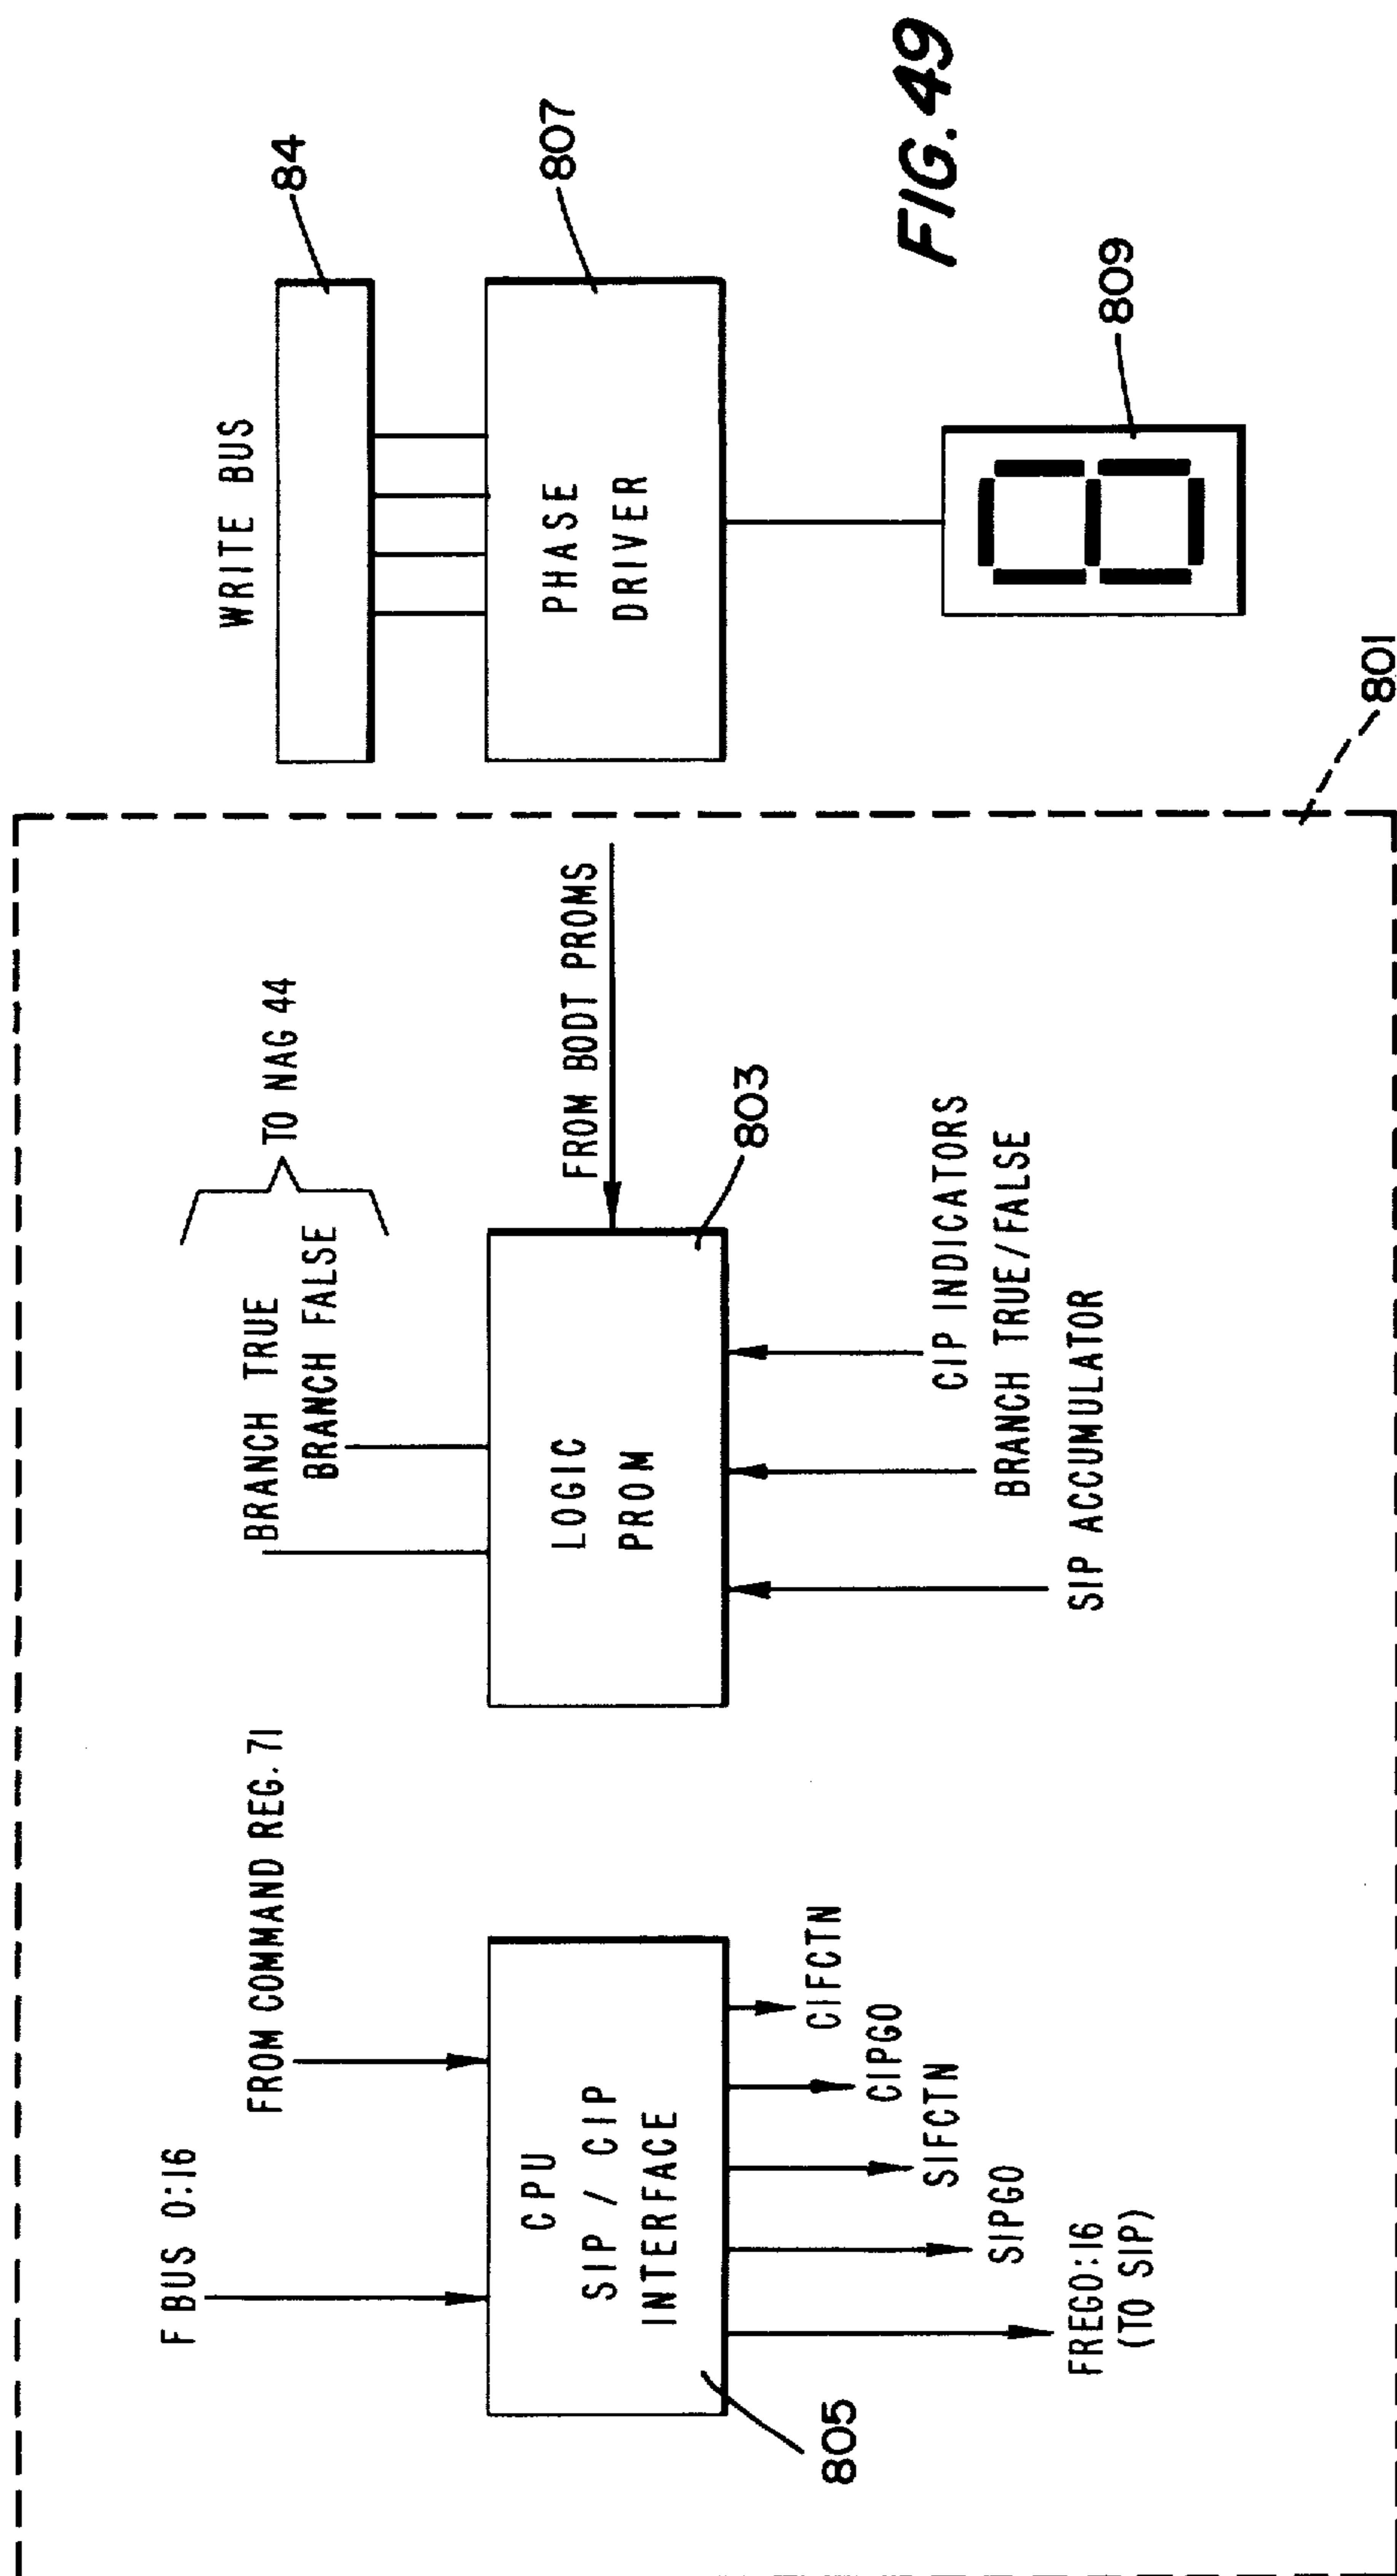 F BUS 0:16
FROM COMMAND REG. 71
CPU
SIP / CIP
INTERFACE
805
FREG0:16
(TO SIP)
SIPGO
SIFCTN
CIPGO
CIFCTN
BRANCH TRUE
BRANCH FALSE
TO NAG 44
LOGIC
PROM
FROM BODT PROMS
803
SIP ACCUMULATOR
BRANCH TRUE/FALSE
CIP INDICATORS
801
WRITE BUS
84
PHASE
DRIVER
807
809
FIG. 49